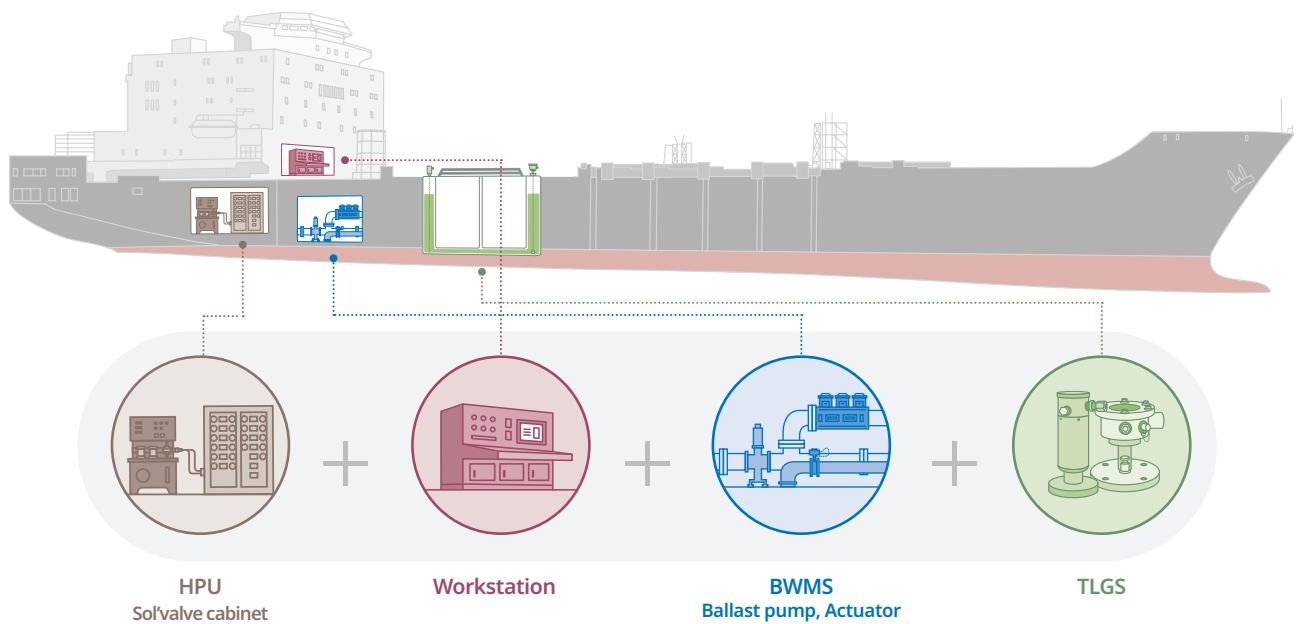 HPU
Sol'valve cabinet
Workstation
BWMS
Ballast pump, Actuator
TLGS